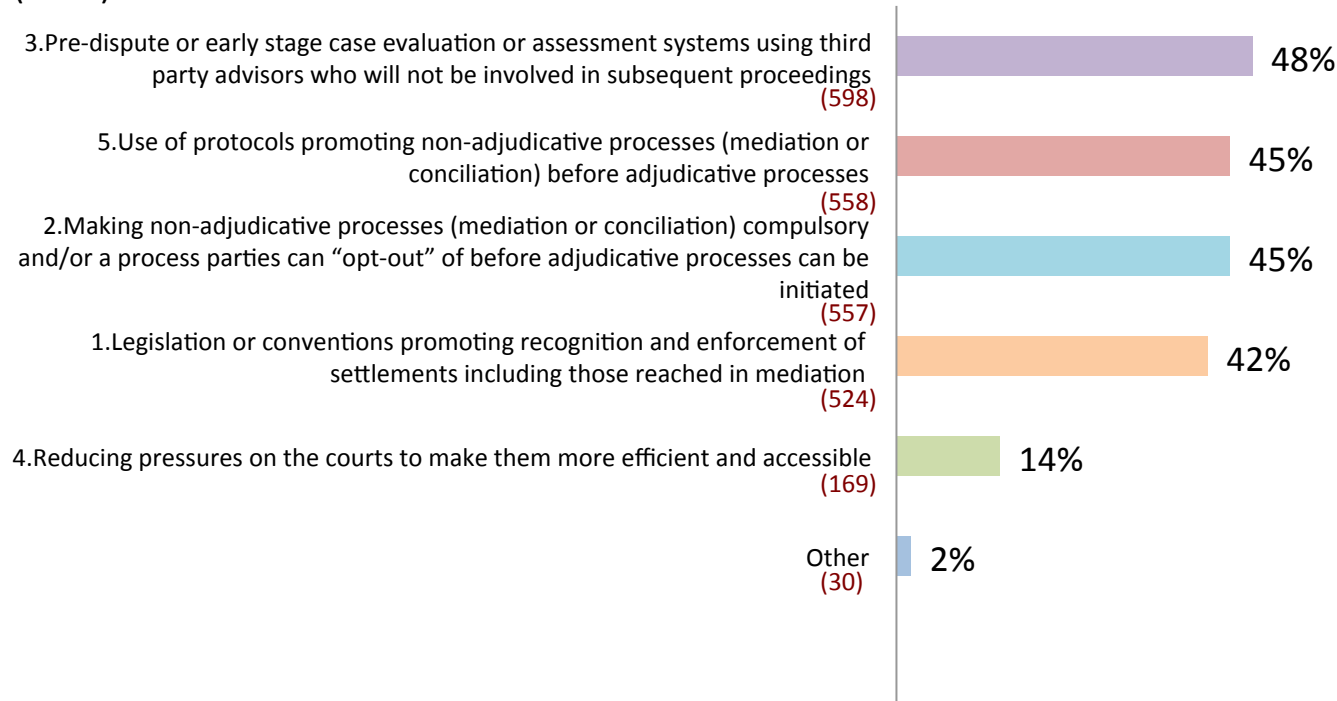 3.Pre-dispute or early stage case evaluation or assessment systems using third
party advisors who will not be involved in subsequent proceedings
(598)
48%
5.Use of protocols promoting non-adjudicative processes (mediation or
conciliation) before adjudicative processes
(558)
45%
2.Making non-adjudicative processes (mediation or conciliation) compulsory
and/or a process parties can “opt-out” of before adjudicative processes can be
initiated
(557)
45%
1.Legislation or conventions promoting recognition and enforcement of
settlements including those reached in mediation
(524)
42%
4.Reducing pressures on the courts to make them more efficient and accessible
(169)
14%
Other
(30)
2%